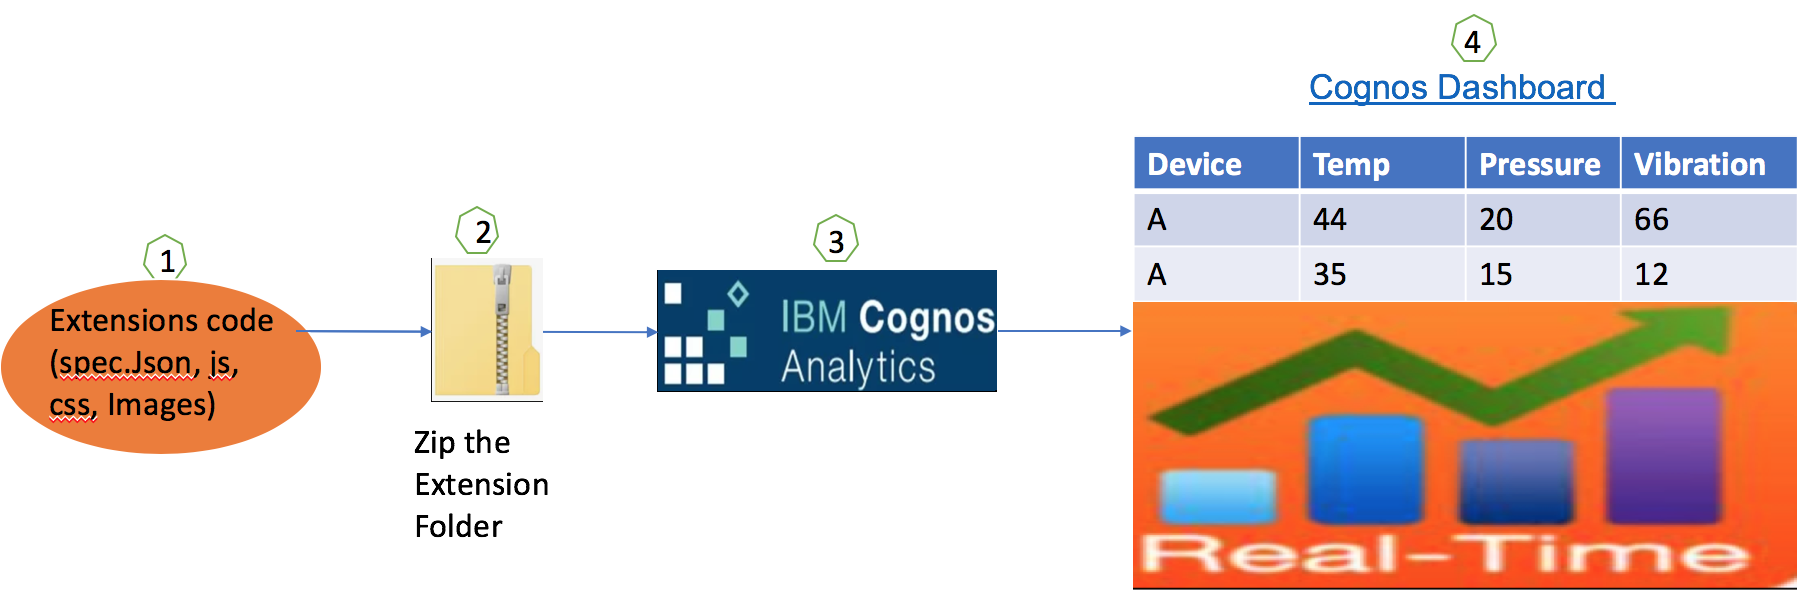 1
Extensions code
(spec.Json, js,
css, Images)
2
Zip the
Extension
Folder
3
IBM Cognos
Analytics
4
Cognos Dashboard
Device Temp Pressure Vibration
A 44 20 66
A 35 15 12
Real-Time